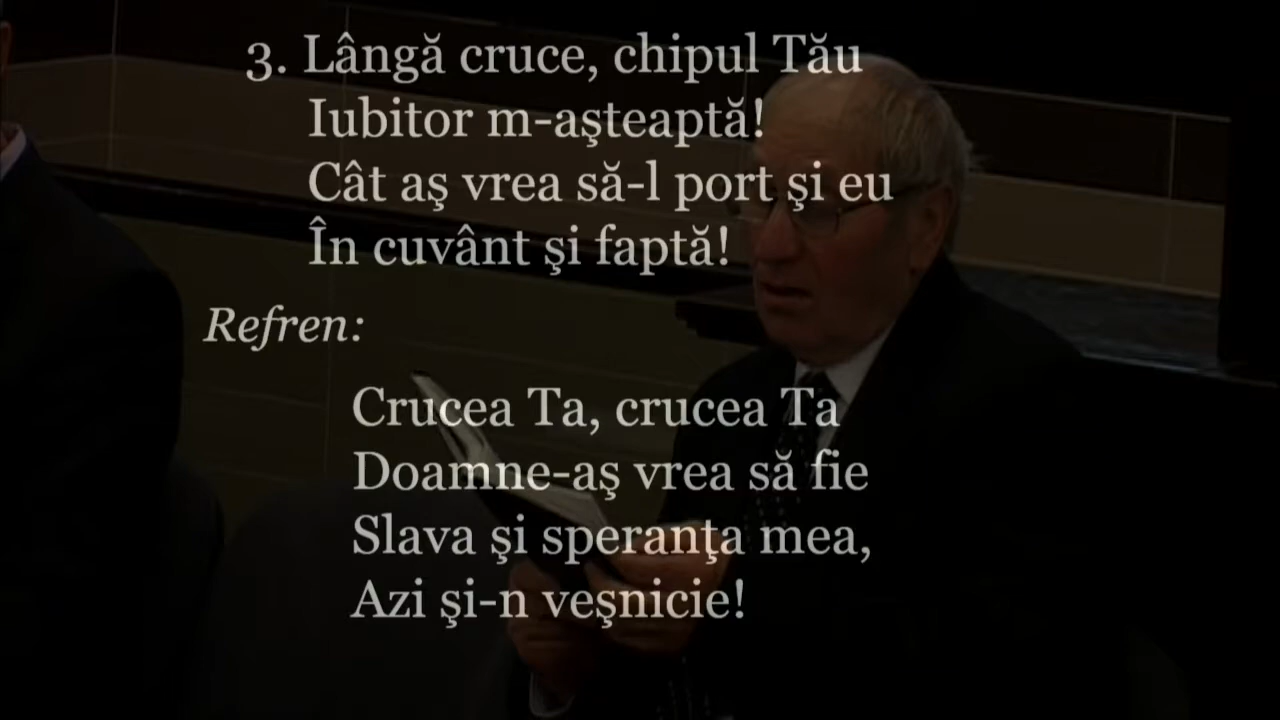 3. Lângă cruce, chipul Tău
Iubitor m-aşteaptă!
Cât aş vrea să-l port şi eu
În cuvânt şi faptă!
Refren:
Crucea Ta, crucea Ta
Doamne-aş vrea să fie
Slava şi speranţa mea,
Azi şi-n veşnicie!